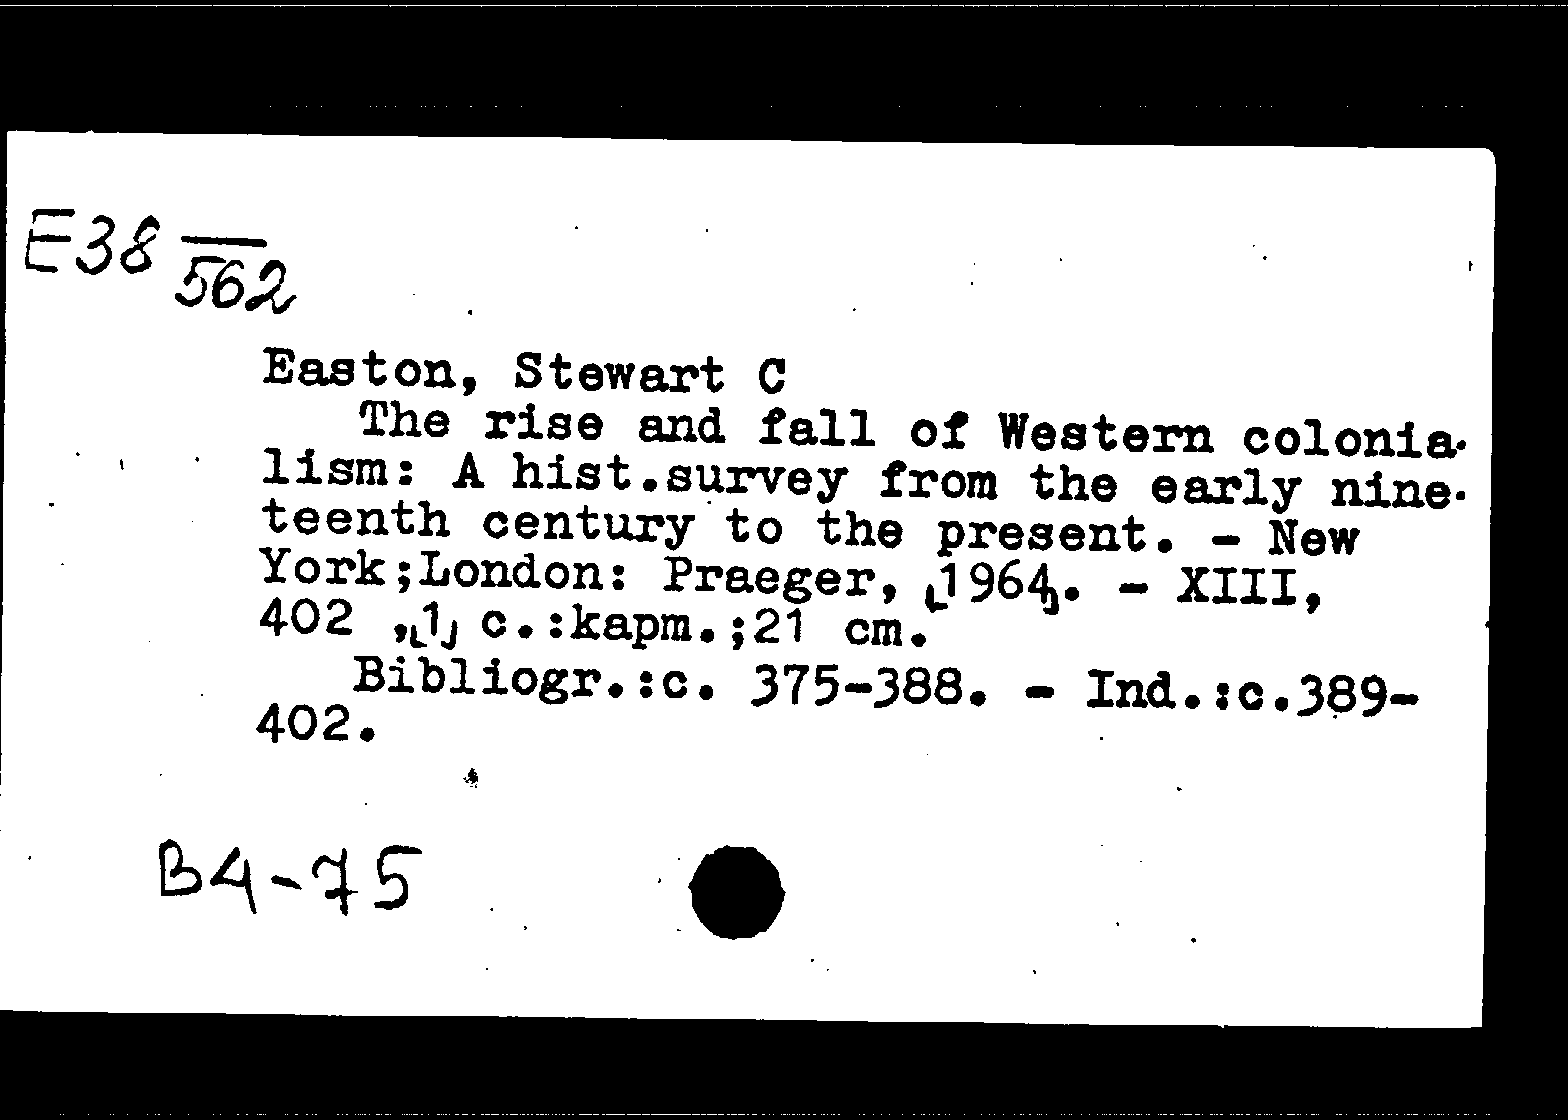 E38 562
Easton, Stewart C
The rise and fall of Western colonia-
lism: A hist.survey from the early nine-
teenth century to the present. - New
York;London: Praeger, [1964]. - XIII,
402 ,[1] c.:карт.;21 cm.
Bibliogr.:c. 375-388. - Ind.:c.389-
402.
В4-75